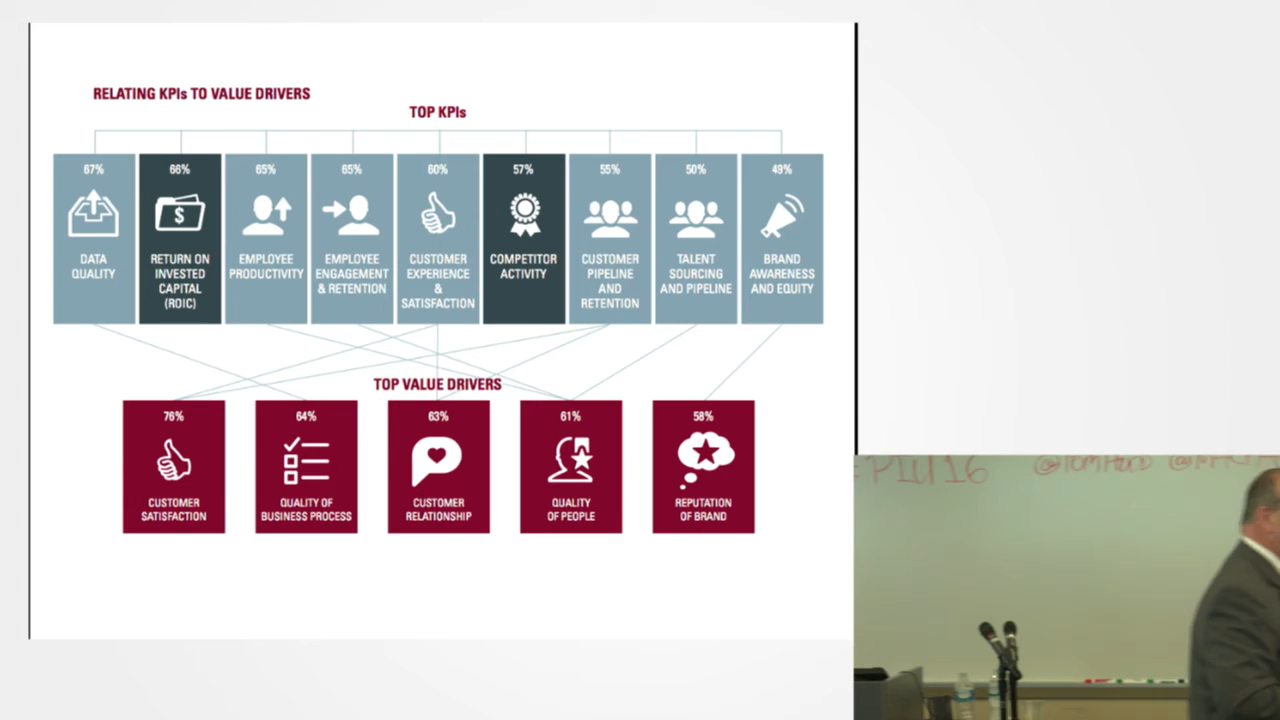 RELATING KPIs TO VALUE DRIVERS
TOP KPIs
67%
DATA
QUALITY
66%
$
RETURN ON
INVESTED
CAPITAL
(ROIC)
65%
EMPLOYEE
PRODUCTIVITY
65%
EMPLOYEE
ENGAGEMENT
& RETENTION
60%
CUSTOMER
EXPERIENCE
&
SATISFACTION
57%
COMPETITOR
ACTIVITY
55%
CUSTOMER
PIPELINE
AND
RETENTION
50%
TALENT
SOURCING
AND PIPELINE
49%
BRAND
AWARENESS
AND EQUITY
TOP VALUE DRIVERS
76%
CUSTOMER
SATISFACTION
64%
QUALITY OF
BUSINESS PROCESS
63%
CUSTOMER
RELATIONSHIP
61%
QUALITY
OF PEOPLE
58%
REPUTATION
OF BRAND